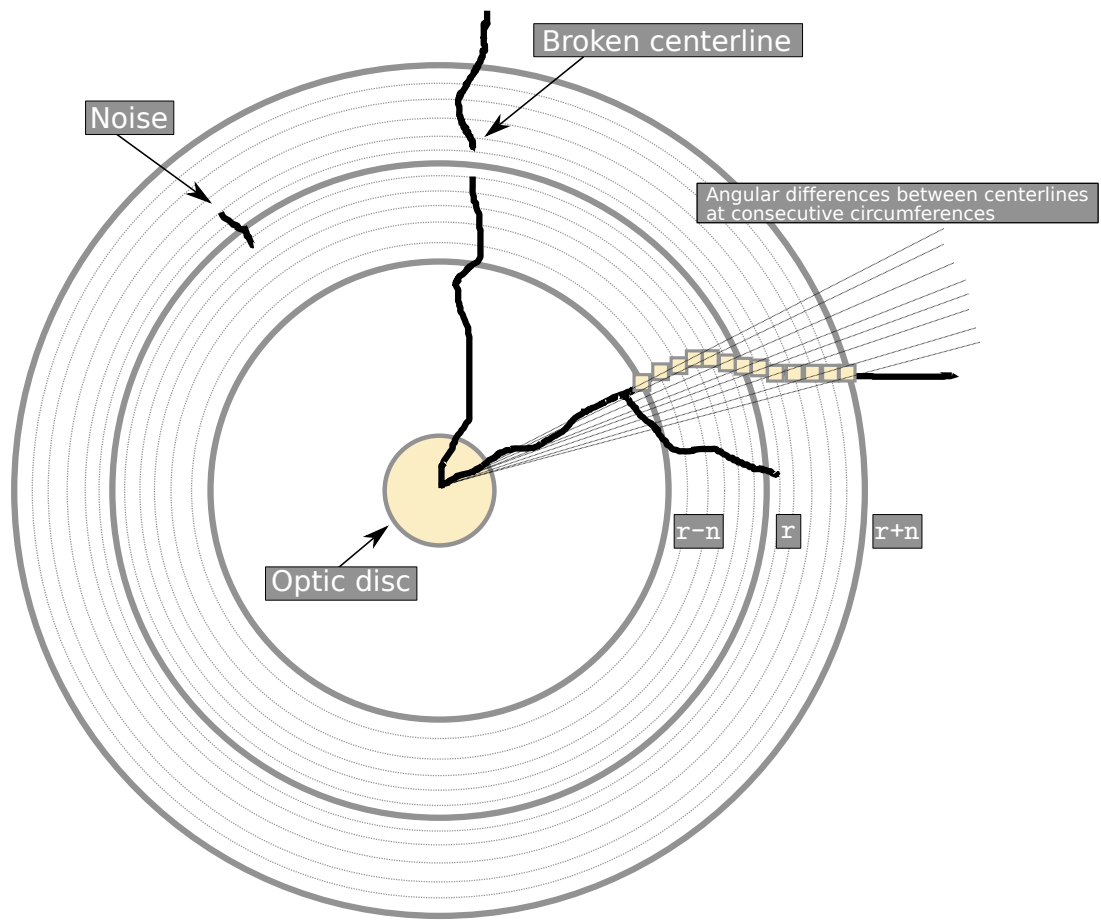 Broken centerline
Noise
Angular differences between centerlines
at consecutive circumferences
r-n
r
r+n
Optic disc